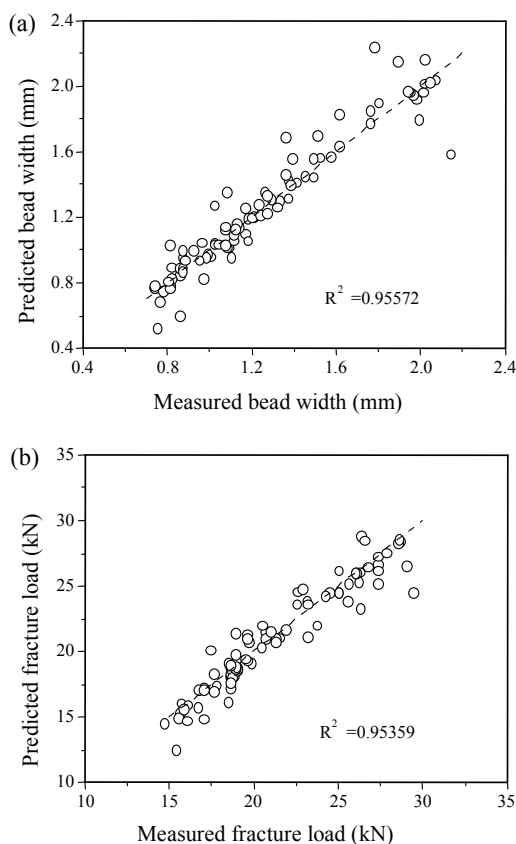 (a)
2.4
2.0
1.6
1.2
0.8
0.4
Predicted bead width (mm)
R² =0.95572
0.4 0.8 1.2 1.6 2.0 2.4
Measured bead width (mm)
(b)
35
30
25
20
15
10
Predicted fracture load (kN)
R² =0.95359
10 15 20 25 30 35
Measured fracture load (kN)